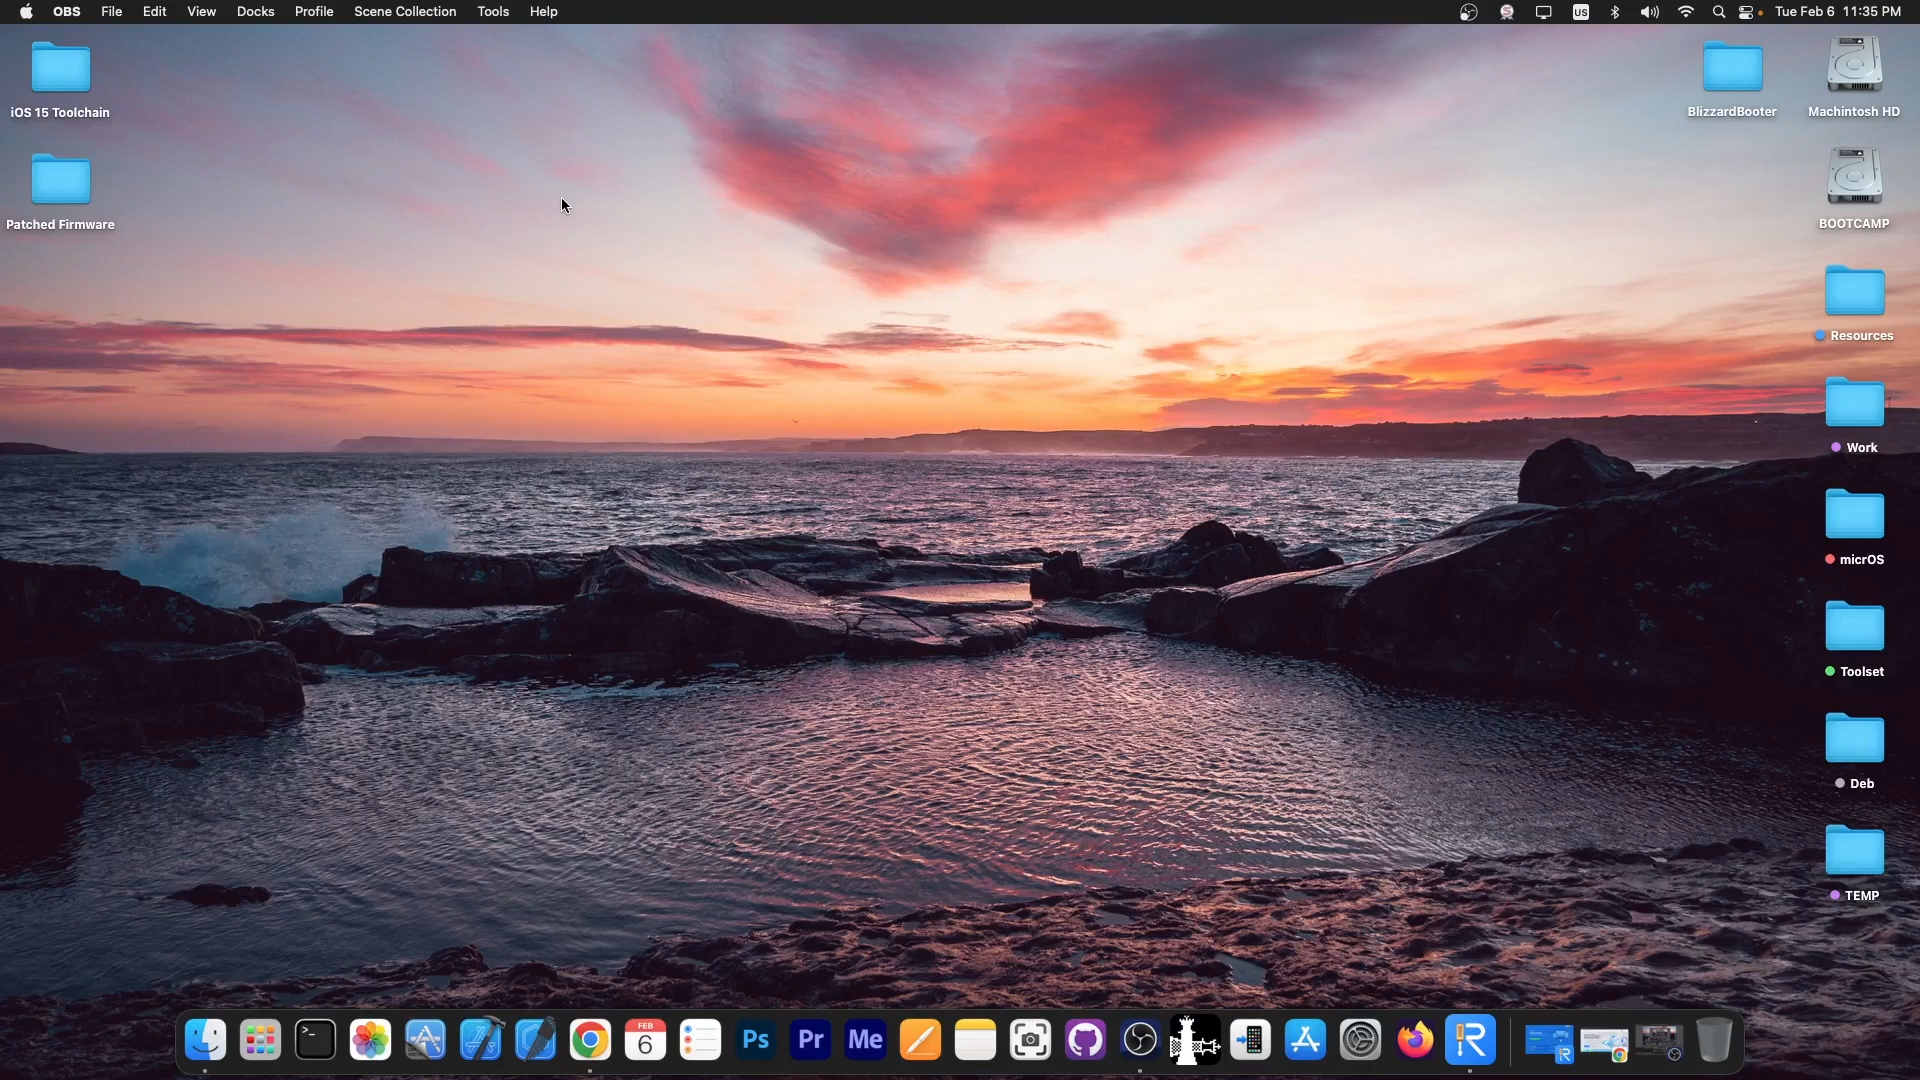 OBS File Edit View Docks Profile Scene Collection Tools Help
US Tue Feb 6 11:35 PM
iOS 15 Toolchain
Patched Firmware
BlizzardBooter
Machintosh HD
BOOTCAMP
Resources
Work
micrOS
Toolset
Deb
TEMP
>_
FEB
6
Ps
Pr
Me
R